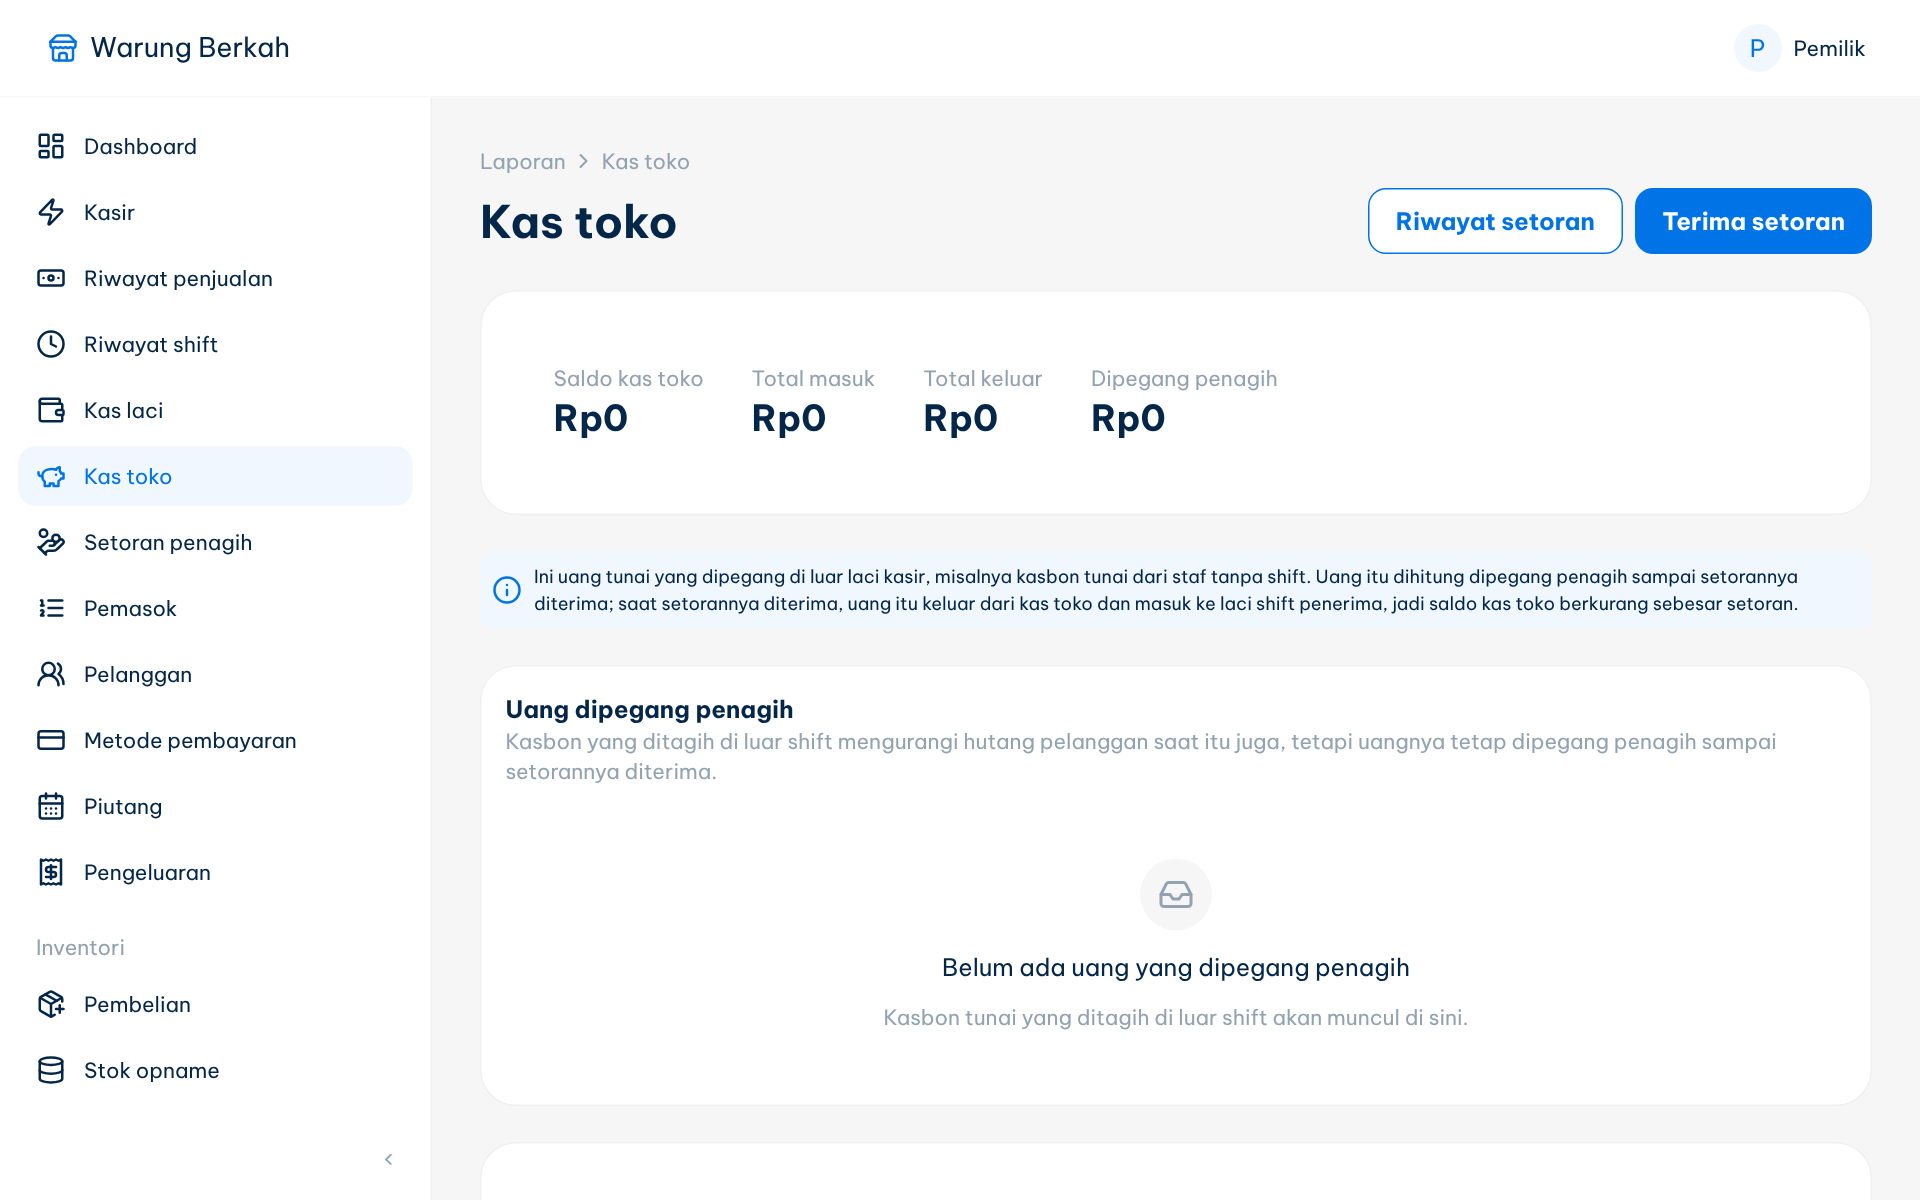 Warung Berkah
P
Pemilik
Dashboard
Kasir
Riwayat penjualan
Riwayat shift
Kas laci
Kas toko
Setoran penagih
Pemasok
Pelanggan
Metode pembayaran
Piutang
Pengeluaran
Inventori
Pembelian
Stok opname
Laporan > Kas toko
Kas toko
Riwayat setoran
Terima setoran
Saldo kas toko
Rp0
Total masuk
Rp0
Total keluar
Rp0
Dipegang penagih
Rp0
Ini uang tunai yang dipegang di luar laci kasir, misalnya kasbon tunai dari staf tanpa shift. Uang itu dihitung dipegang penagih sampai setorannya
diterima; saat setorannya diterima, uang itu keluar dari kas toko dan masuk ke laci shift penerima, jadi saldo kas toko berkurang sebesar setoran.
Uang dipegang penagih
Kasbon yang ditagih di luar shift mengurangi hutang pelanggan saat itu juga, tetapi uangnya tetap dipegang penagih sampai
setorannya diterima.
Belum ada uang yang dipegang penagih
Kasbon tunai yang ditagih di luar shift akan muncul di sini.